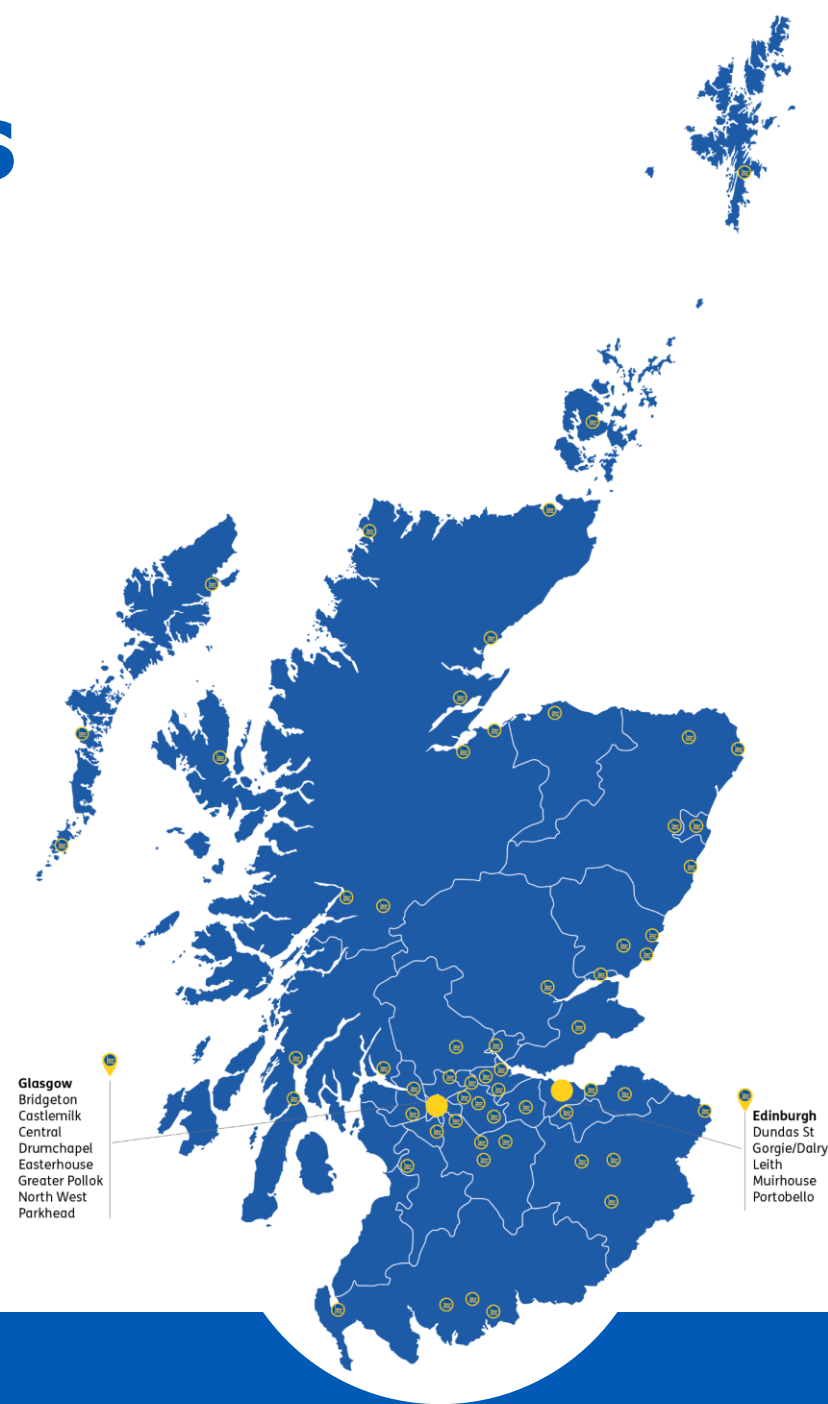 s
Glasgow
Bridgeton
Castlemilk
Central
Drumchapel
Easterhouse
Greater Pollok
North West
Parkhead
Edinburgh
Dundas St
Gorgie/Dalry
Leith
Muirhouse
Portobello